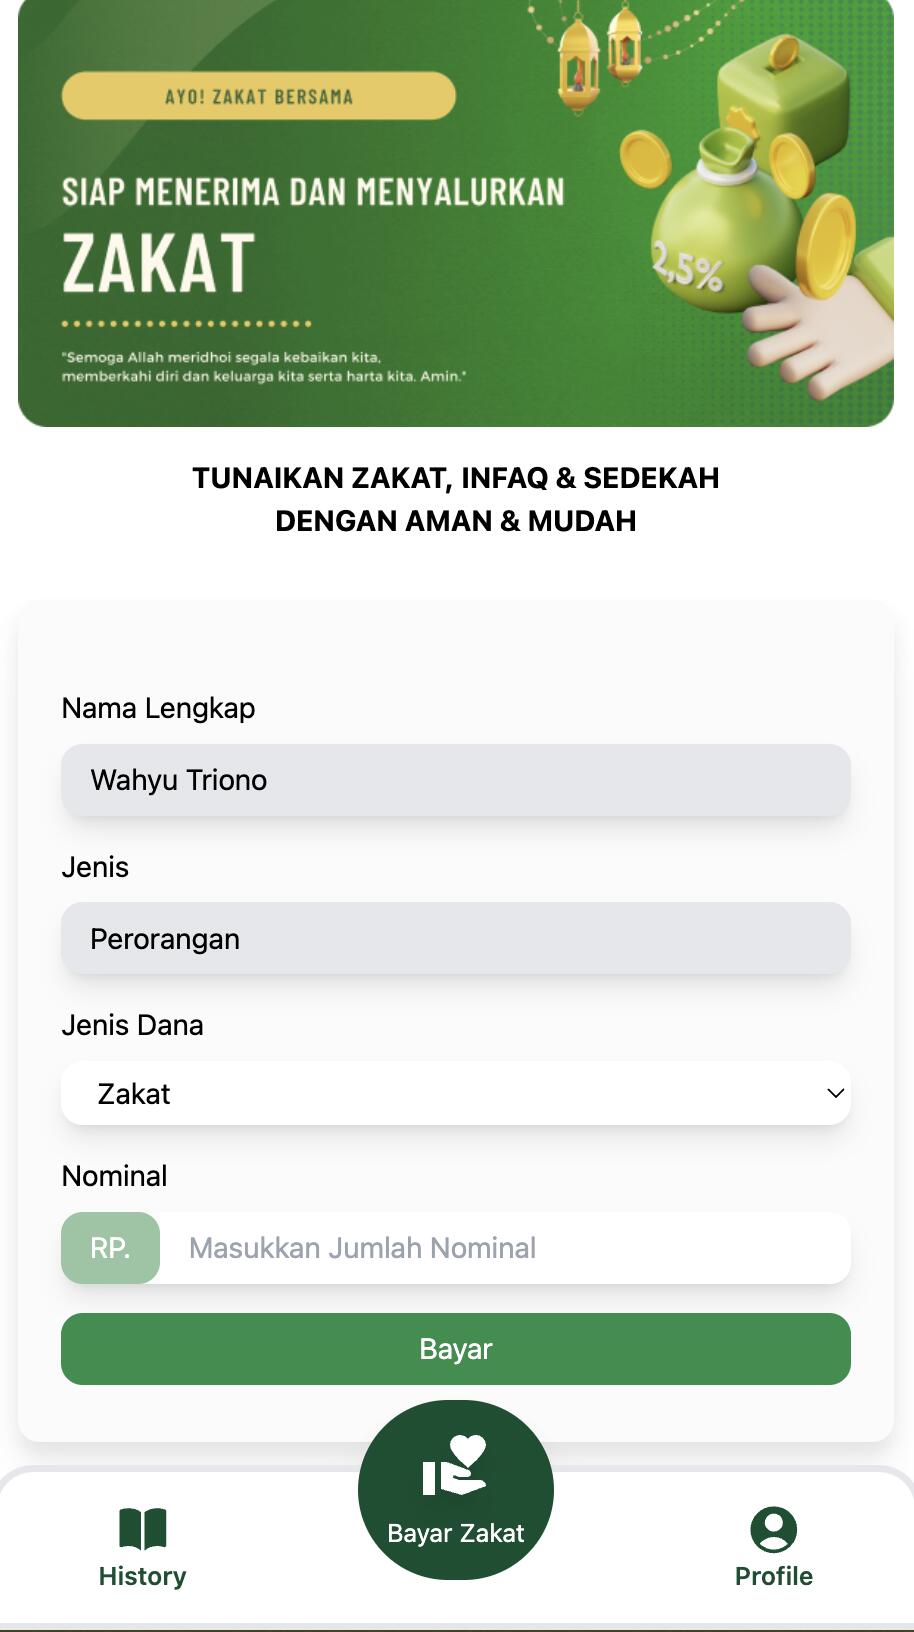 AYO! ZAKAT BERSAMA
SIAP MENERIMA DAN MENYALURKAN
ZAKAT
2,5%
"Semoga Allah meridhoi segala kebaikan kita,
memberkahi diri dan keluarga kita serta harta kita. Amin."
TUNAIKAN ZAKAT, INFAQ & SEDEKAH
DENGAN AMAN & MUDAH
Nama Lengkap
Wahyu Triono
Jenis
Perorangan
Jenis Dana
Zakat
Nominal
RP. Masukkan Jumlah Nominal
Bayar
Bayar Zakat
History
Profile